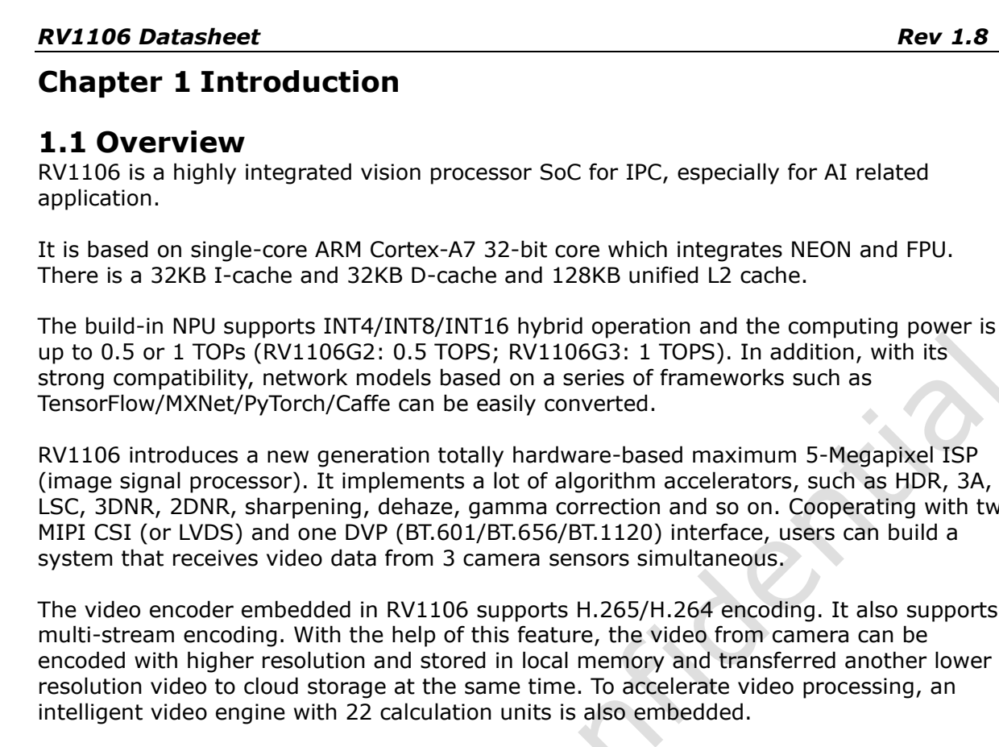 RV1106 Datasheet Rev 1.8
Chapter 1 Introduction
1.1 Overview
RV1106 is a highly integrated vision processor SoC for IPC, especially for AI related
application.
It is based on single-core ARM Cortex-A7 32-bit core which integrates NEON and FPU.
There is a 32KB I-cache and 32KB D-cache and 128KB unified L2 cache.
The build-in NPU supports INT4/INT8/INT16 hybrid operation and the computing power is
up to 0.5 or 1 TOPs (RV1106G2: 0.5 TOPS; RV1106G3: 1 TOPS). In addition, with its
strong compatibility, network models based on a series of frameworks such as
TensorFlow/MXNet/PyTorch/Caffe can be easily converted.
RV1106 introduces a new generation totally hardware-based maximum 5-Megapixel ISP
(image signal processor). It implements a lot of algorithm accelerators, such as HDR, 3A,
LSC, 3DNR, 2DNR, sharpening, dehaze, gamma correction and so on. Cooperating with tw
MIPI CSI (or LVDS) and one DVP (BT.601/BT.656/BT.1120) interface, users can build a
system that receives video data from 3 camera sensors simultaneous.
The video encoder embedded in RV1106 supports H.265/H.264 encoding. It also supports
multi-stream encoding. With the help of this feature, the video from camera can be
encoded with higher resolution and stored in local memory and transferred another lower
resolution video to cloud storage at the same time. To accelerate video processing, an
intelligent video engine with 22 calculation units is also embedded.
nfidential